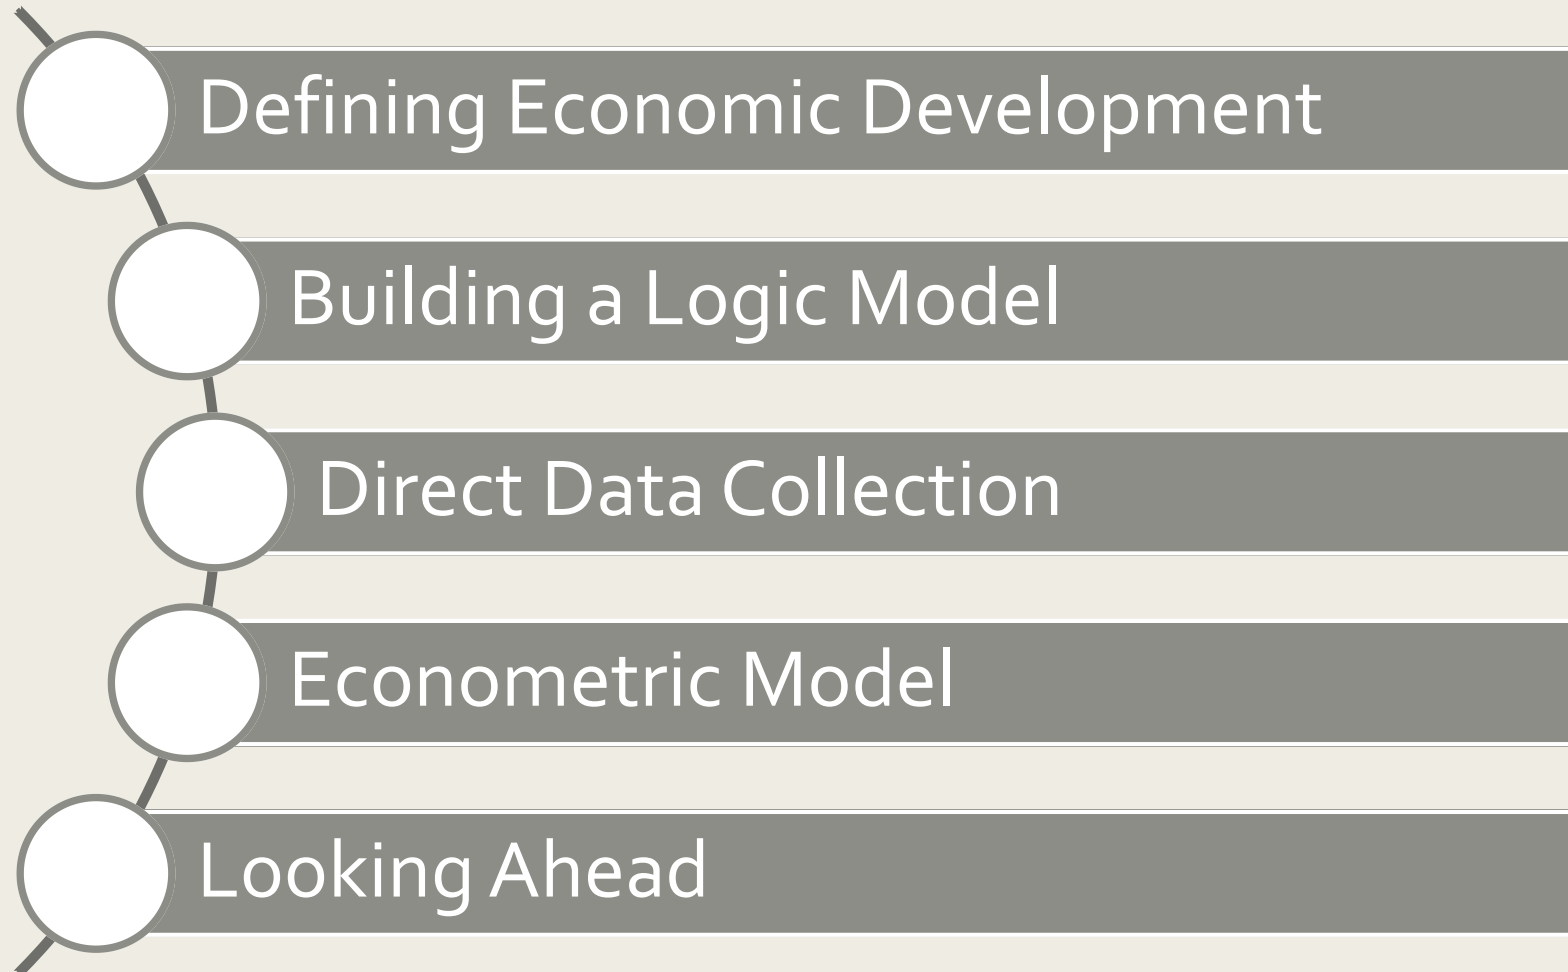 Defining Economic Development
Building a Logic Model
Direct Data Collection
Econometric Model
Looking Ahead